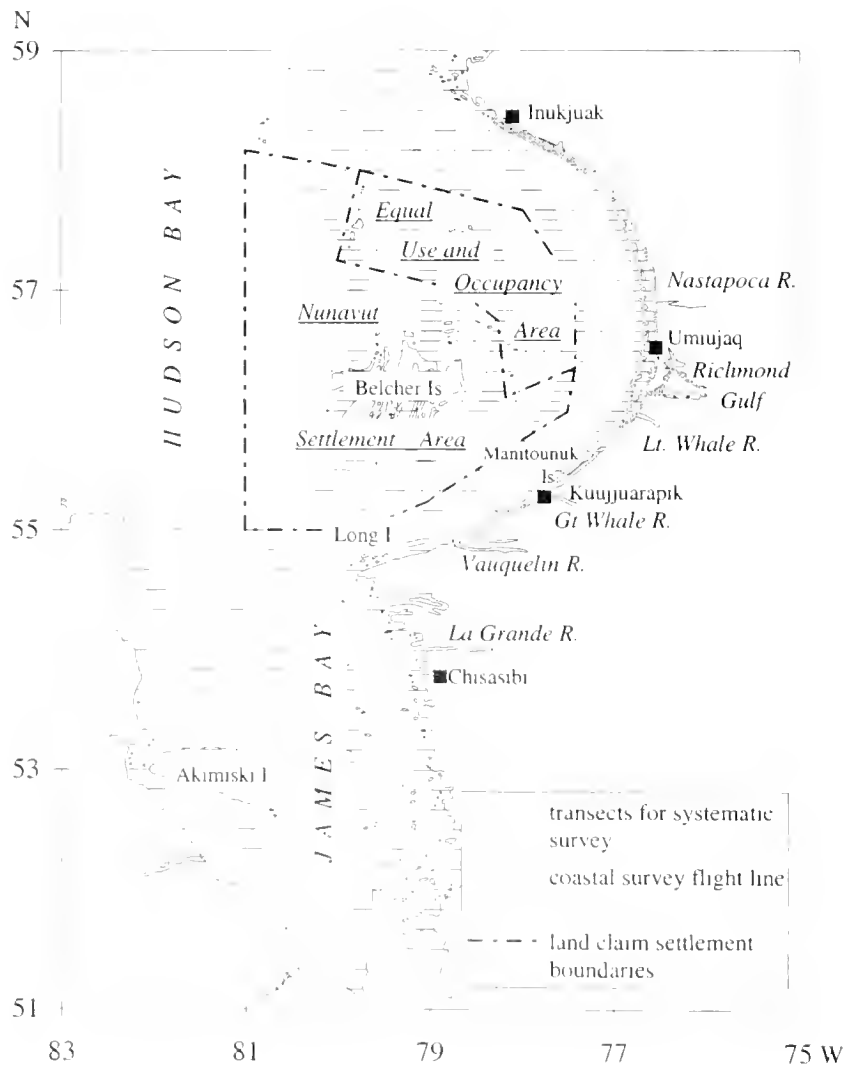 N
59
Inukjuak
HUDSON BAY
Equal
Use and
57
Occupancy
Nastapoca R.
Nunavut
Area
Umiujaq
Richmond
Gulf
Belcher Is
Settlement Area
Lt. Whale R.
Manitounuk
Is
Kuujjuarapik
Gt Whale R.
55
Long I
Vauquelin R.
JAMES BAY
La Grande R.
Chisasibi
53
Akimiski I
transects for systematic
survey
coastal survey flight line
land claim settlement
boundaries
51
83 81 79 77 75 W